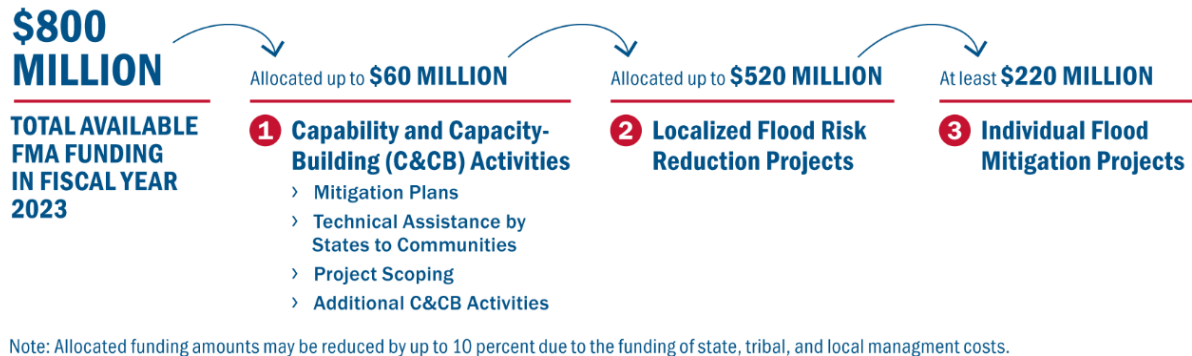 $800
MILLION
TOTAL AVAILABLE
FMA FUNDING
IN FISCAL YEAR
2023
Allocated up to $60 MILLION
1 Capability and Capacity-
Building (C&CB) Activities
› Mitigation Plans
› Technical Assistance by
States to Communities
› Project Scoping
› Additional C&CB Activities
Allocated up to $520 MILLION
2 Localized Flood Risk
Reduction Projects
At least $220 MILLION
3 Individual Flood
Mitigation Projects
Note: Allocated funding amounts may be reduced by up to 10 percent due to the funding of state, tribal, and local managment costs.